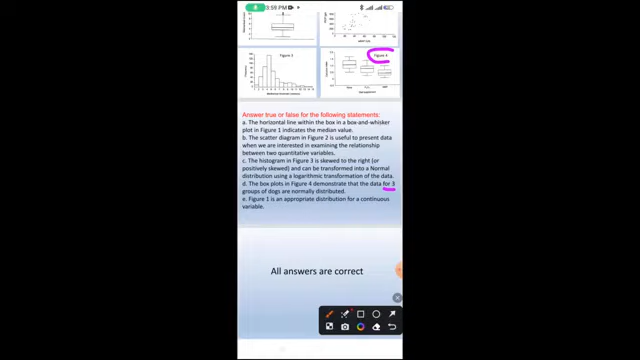 3:59 PM
Figure 3
Figure 4
Answer true or false for the following statements:
a. The horizontal line within the box in a box-and-whisker
plot in Figure 1 indicates the median value.
b. The scatter diagram in Figure 2 is useful to present data
when we are interested in examining the relationship
between two quantitative variables.
c. The histogram in Figure 3 is skewed to the right (or
positively skewed) and can be transformed into a Normal
distribution using a logarithmic transformation of the data.
d. The box plots in Figure 4 demonstrate that the data for 3
groups of dogs are normally distributed.
e. Figure 1 is an appropriate distribution for a continuous
variable.
All answers are correct